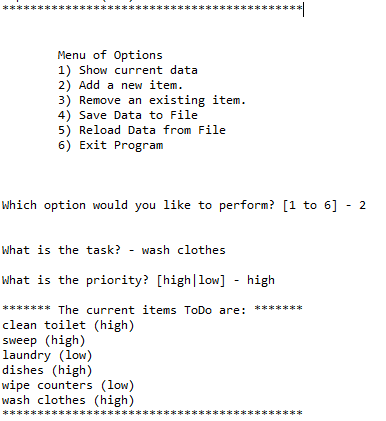 *******************************************
Menu of Options
1) Show current data
2) Add a new item.
3) Remove an existing item.
4) Save Data to File
5) Reload Data from File
6) Exit Program
Which option would you like to perform? [1 to 6] - 2
What is the task? - wash clothes
What is the priority? [high|low] - high
******* The current items ToDo are: *******
clean toilet (high)
sweep (high)
laundry (low)
dishes (high)
wipe counters (low)
wash clothes (high)
*******************************************